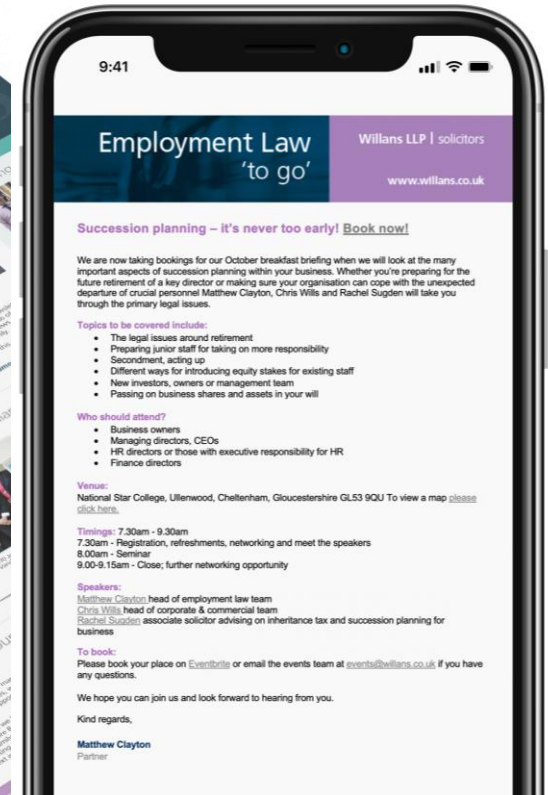 9:41
Employment Law
'to go'
Willans LLP | solicitors
www.willans.co.uk
Succession planning – it's never too early! Book now!
We are now taking bookings for our October breakfast briefing when we will look at the many
important aspects of succession planning within your business. Whether you're preparing for the
future retirement of a key director or making sure your organisation can cope with the unexpected
departure of crucial personnel Matthew Clayton, Chris Wills and Rachel Sugden will take you
through the primary legal issues.
Topics to be covered include:
• The legal issues around retirement
• Preparing junior staff for taking on more responsibility
• Secondment, acting up
• Different ways for introducing equity stakes for existing staff
• New investors, owners or management team
• Passing on business shares and assets in your will
Who should attend?
• Business owners
• Managing directors, CEOs
• HR directors or those with executive responsibility for HR
• Finance directors
Venue:
National Star College, Ullenwood, Cheltenham, Gloucestershire GL53 9QU To view a map please
click here.
Timings: 7.30am - 9.30am
7.30am - Registration, refreshments, networking and meet the speakers
8.00am - Seminar
9.00-9.15am - Close; further networking opportunity
Speakers:
Matthew Clayton head of employment law team
Chris Wills head of corporate & commercial team
Rachel Sugden associate solicitor advising on inheritance tax and succession planning for
business
To book:
Please book your place on Eventbrite or email the events team at events@willans.co.uk if you have
any questions.
We hope you can join us and look forward to hearing from you.
Kind regards,
Matthew Clayton
Partner